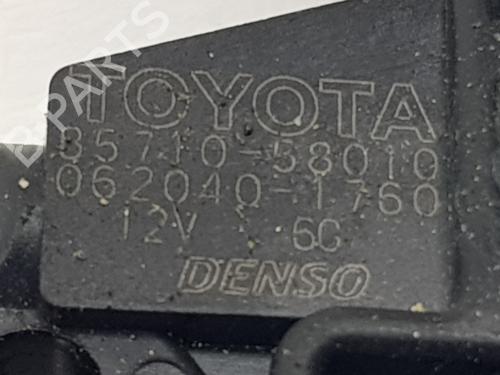 TOYOTA
85710-58010
062040-1760
12V 6C
DENSO
B-PARTS